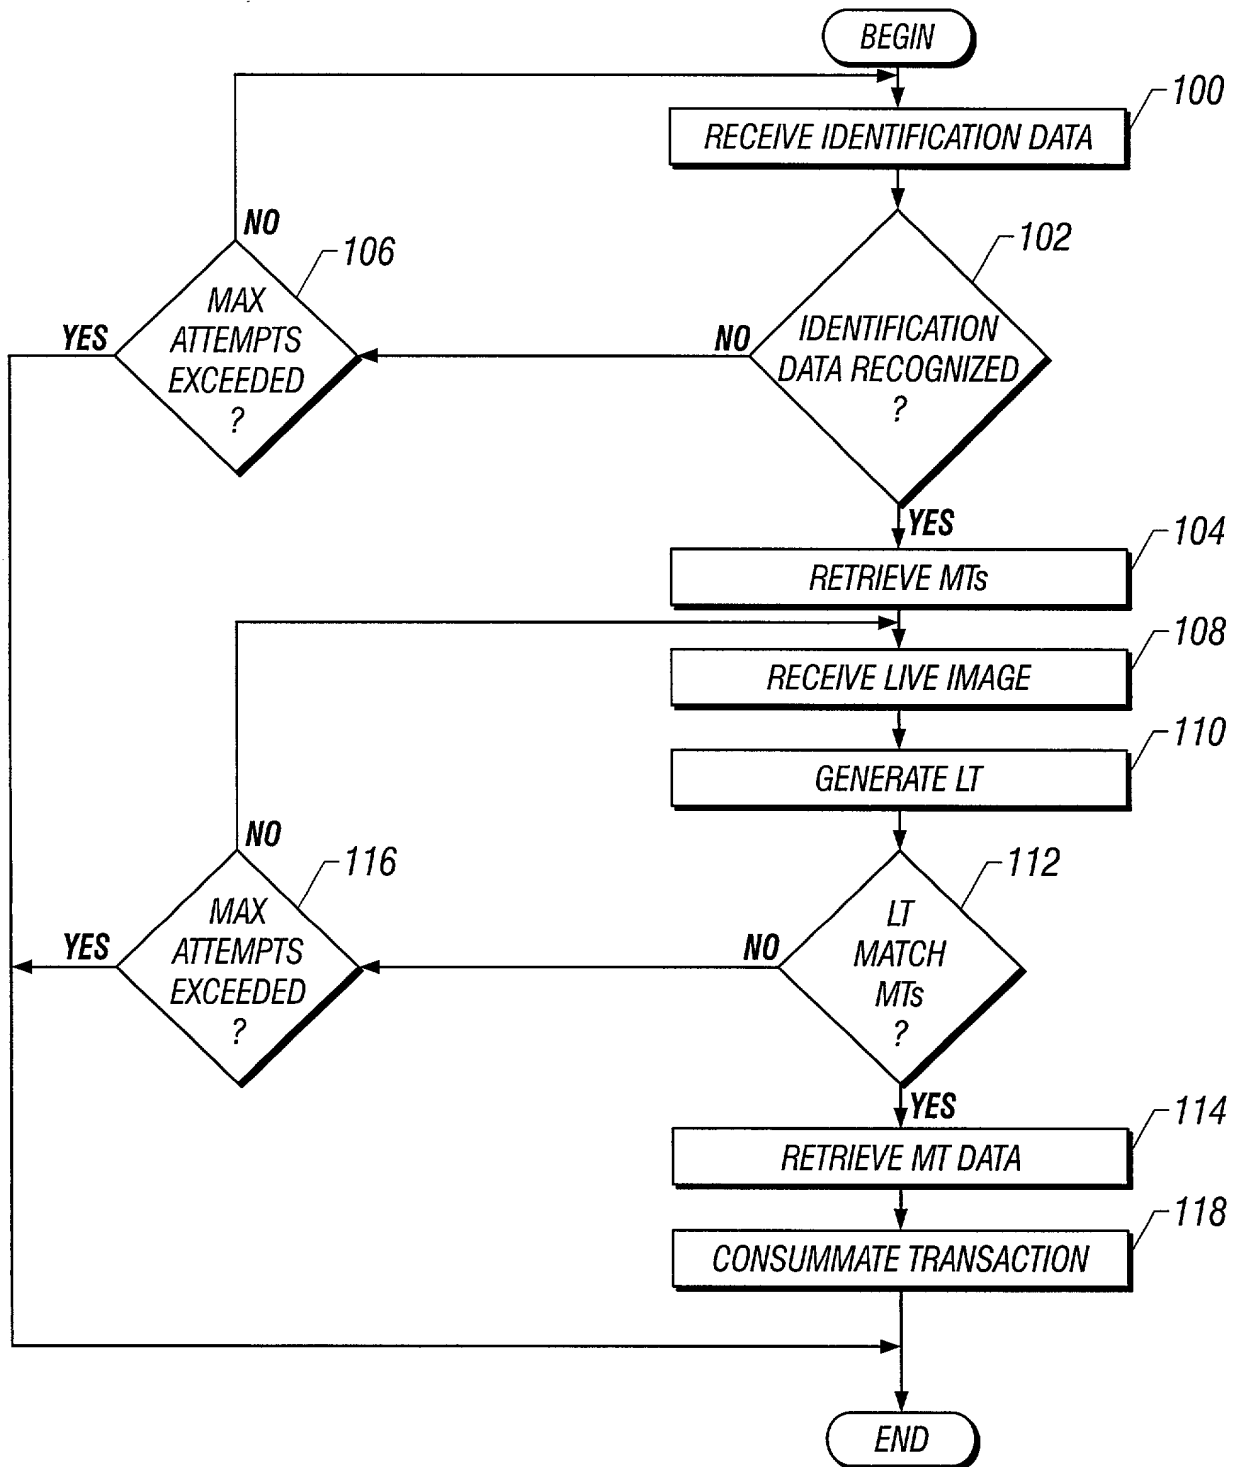 BEGIN
100
RECEIVE IDENTIFICATION DATA
NO
106
102
MAX
ATTEMPTS
EXCEEDED
?
YES
NO
IDENTIFICATION
DATA RECOGNIZED
?
YES
104
RETRIEVE MTs
108
RECEIVE LIVE IMAGE
110
GENERATE LT
NO
116
112
MAX
ATTEMPTS
EXCEEDED
?
YES
NO
LT
MATCH
MTs
?
YES
114
RETRIEVE MT DATA
118
CONSUMMATE TRANSACTION
END